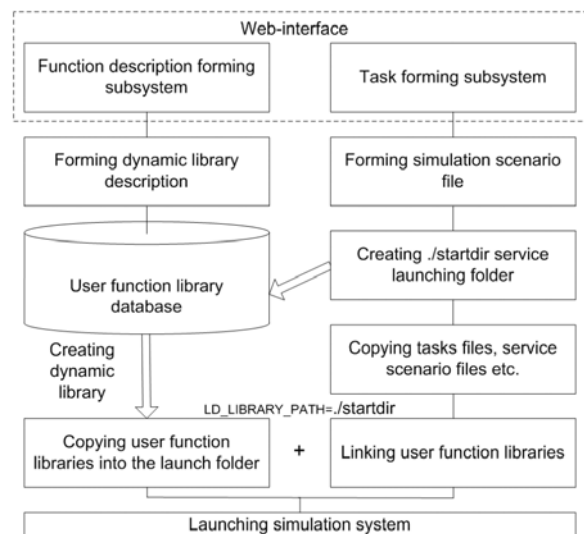 Web-interface
Function description forming
subsystem
Task forming subsystem
Forming dynamic library
description
Forming simulation scenario
file
User function library
database
Creating ./startdir service
launching folder
Creating
dynamic
library
Copying tasks files, service
scenario files etc.
LD_LIBRARY_PATH=./startdir
Copying user function
libraries into the launch folder
+
Linking user function libraries
Launching simulation system